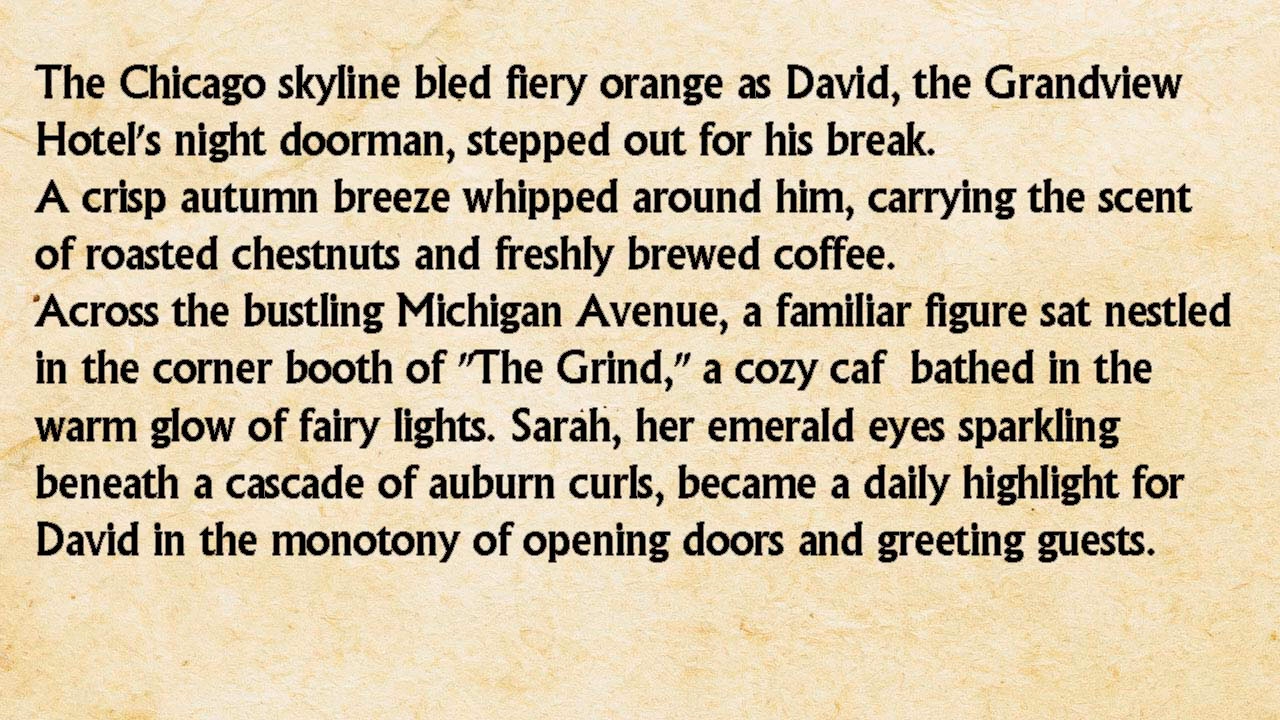 The Chicago skyline bled fiery orange as David, the Grandview
Hotel's night doorman, stepped out for his break.
A crisp autumn breeze whipped around him, carrying the scent
of roasted chestnuts and freshly brewed coffee.
Across the bustling Michigan Avenue, a familiar figure sat nestled
in the corner booth of "The Grind," a cozy caf  bathed in the
warm glow of fairy lights. Sarah, her emerald eyes sparkling
beneath a cascade of auburn curls, became a daily highlight for
David in the monotony of opening doors and greeting guests.